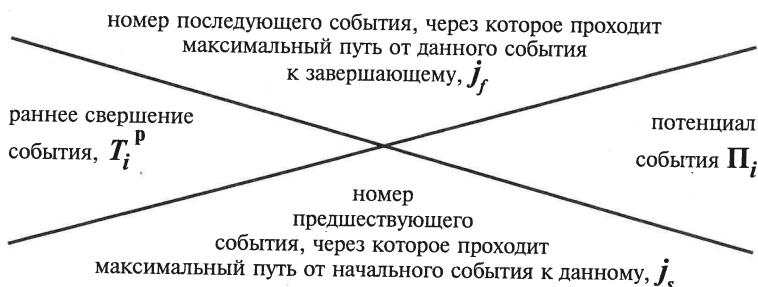 номер последующего события, через которое проходит
максимальный путь от данного события
к завершающему, j_f
раннее свершение
события, T_i^р
потенциал
события П_i
номер
предшествующего
события, через которое проходит
максимальный путь от начального события к данному, j_s